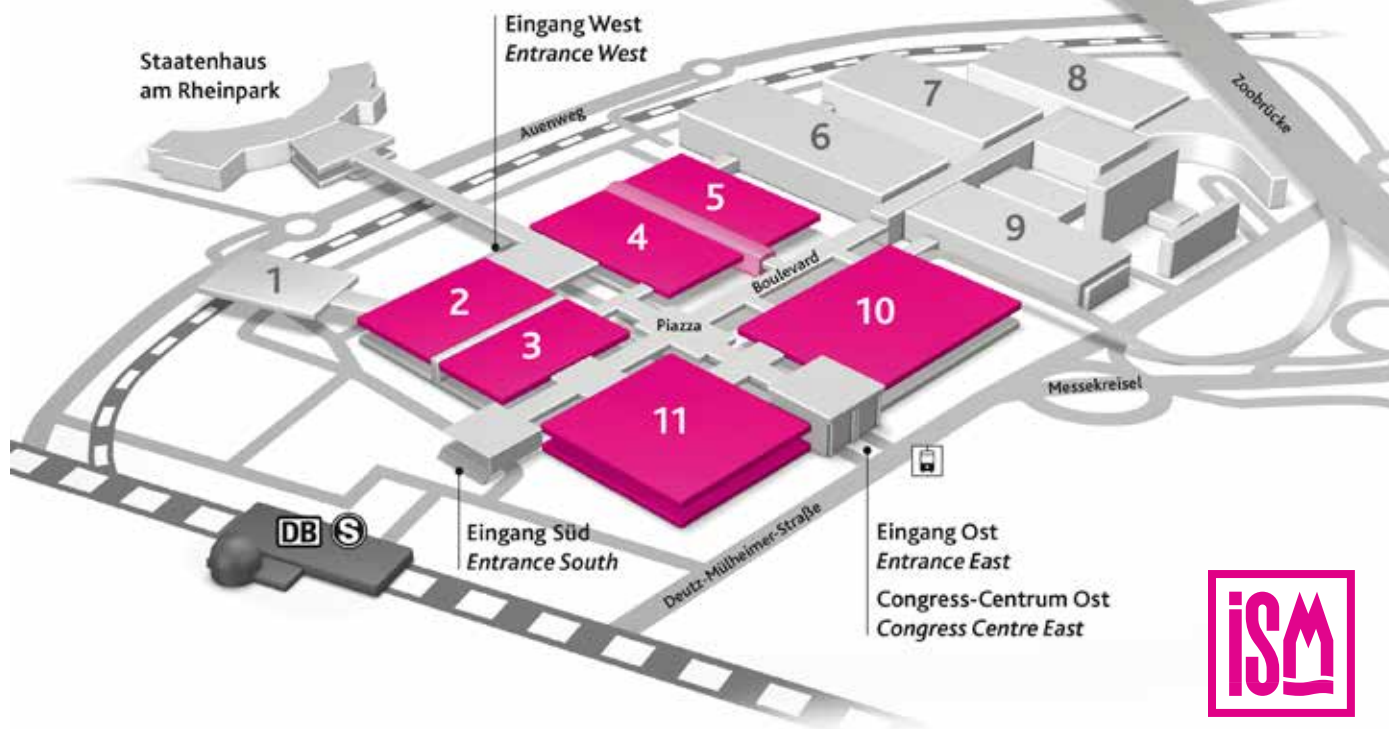 Eingang West
Entrance West
Staatenhaus
am Rheinpark
Auenweg
Zoobrücke
8
7
6
5
4
9
1
2
3
Boulevard
Piazza
10
11
Messekreisel
DB S
Eingang Süd
Entrance South
Deutz-Mülheimer-Straße
Eingang Ost
Entrance East
Congress-Centrum Ost
Congress Centre East
iSM